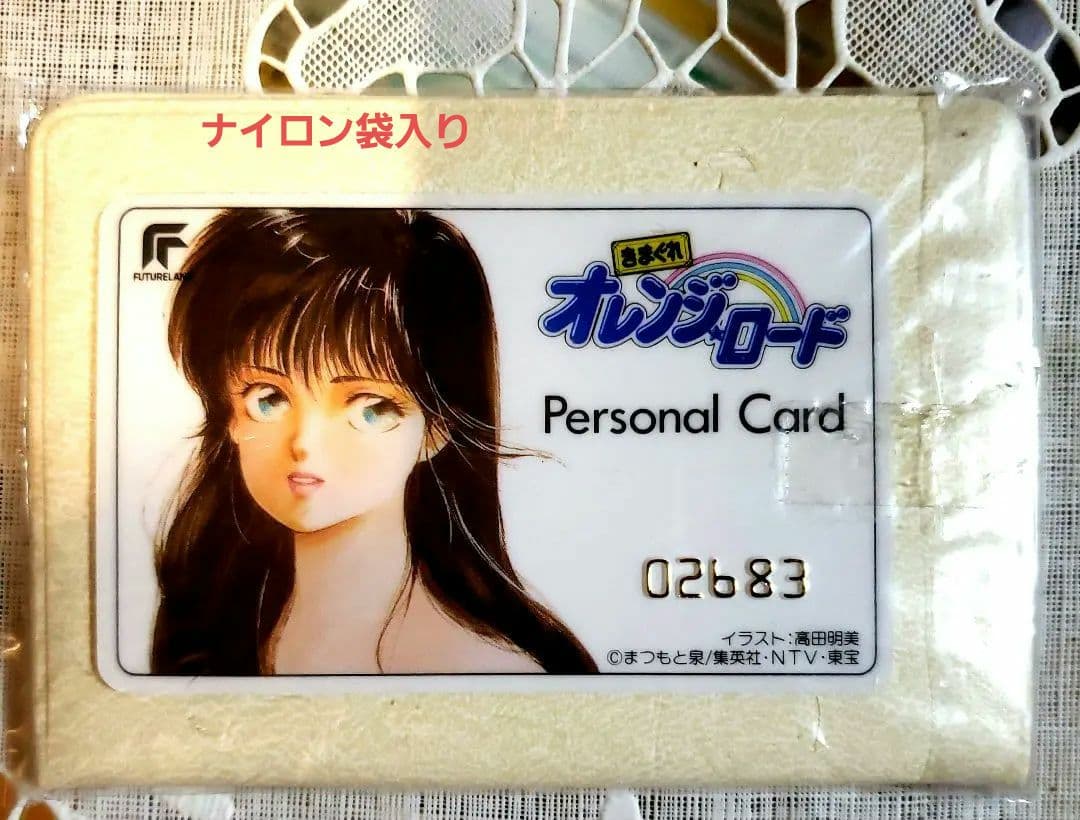 ナイロン袋入り
FUTURELAND
きまぐれ
オレンジ★ロード
Personal Card
02683
イラスト:高田明美
©まつもと泉/集英社・NTV・東宝